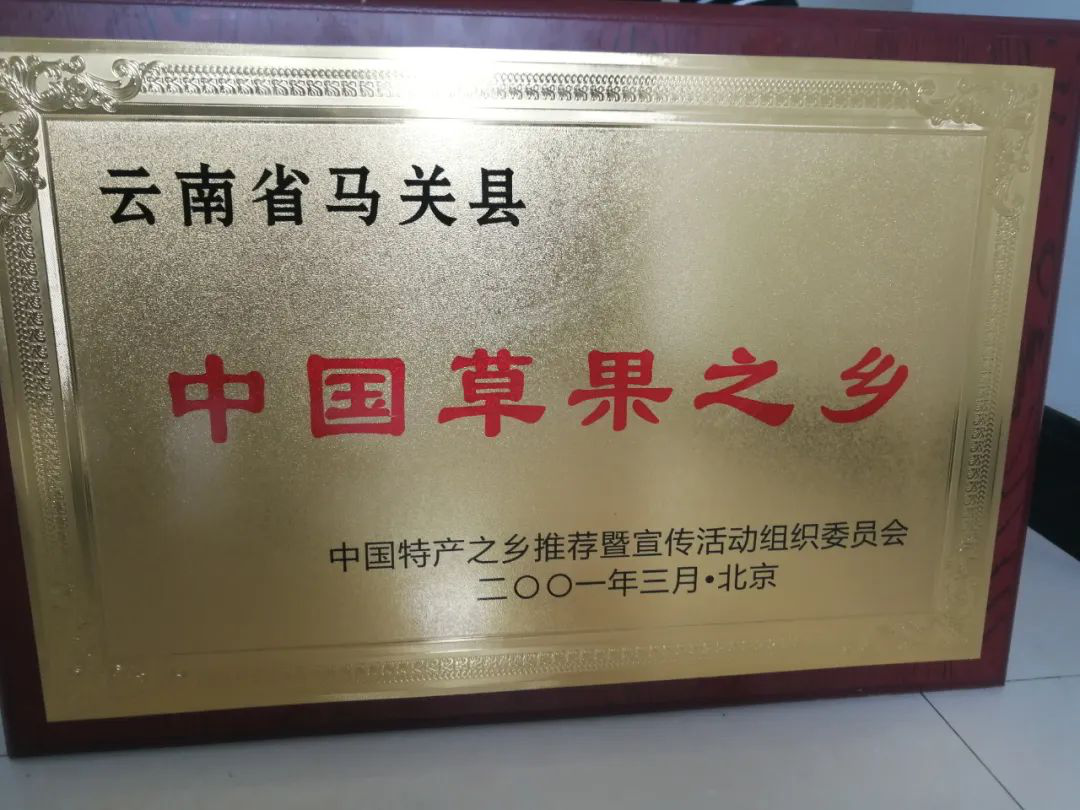 云南省马关县
中国草果之乡
中国特产之乡推荐暨宣传活动组织委员会
二〇〇一年三月•北京